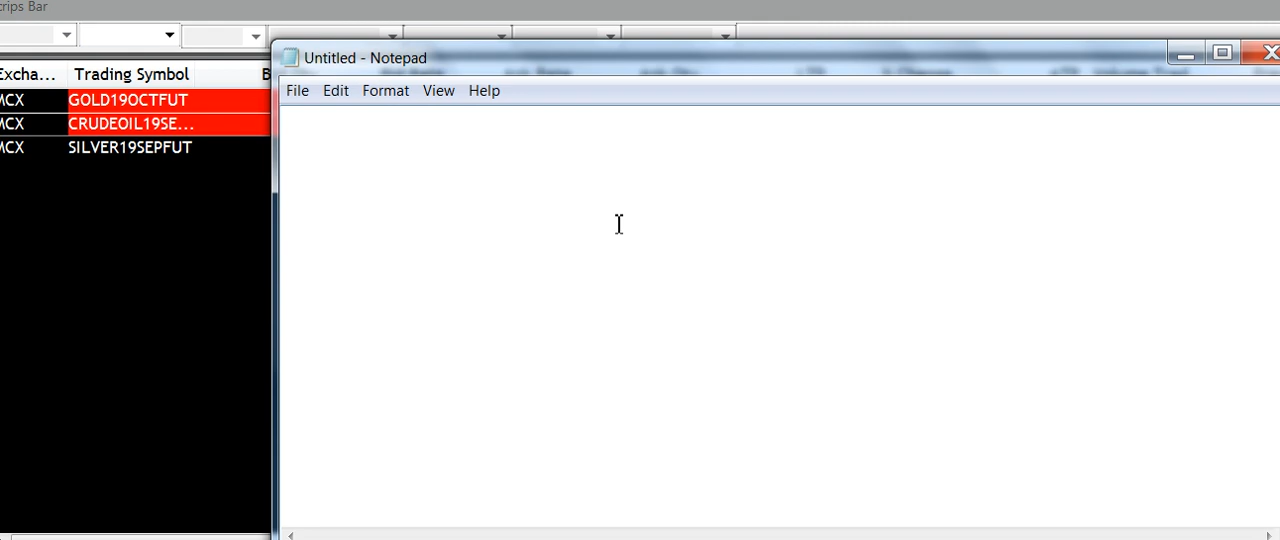 crips Bar
Untitled - Notepad
File Edit Format View Help
Excha... Trading Symbol B
MCX GOLD19OCTFUT
MCX CRUDEOIL19SE...
MCX SILVER19SEPFUT